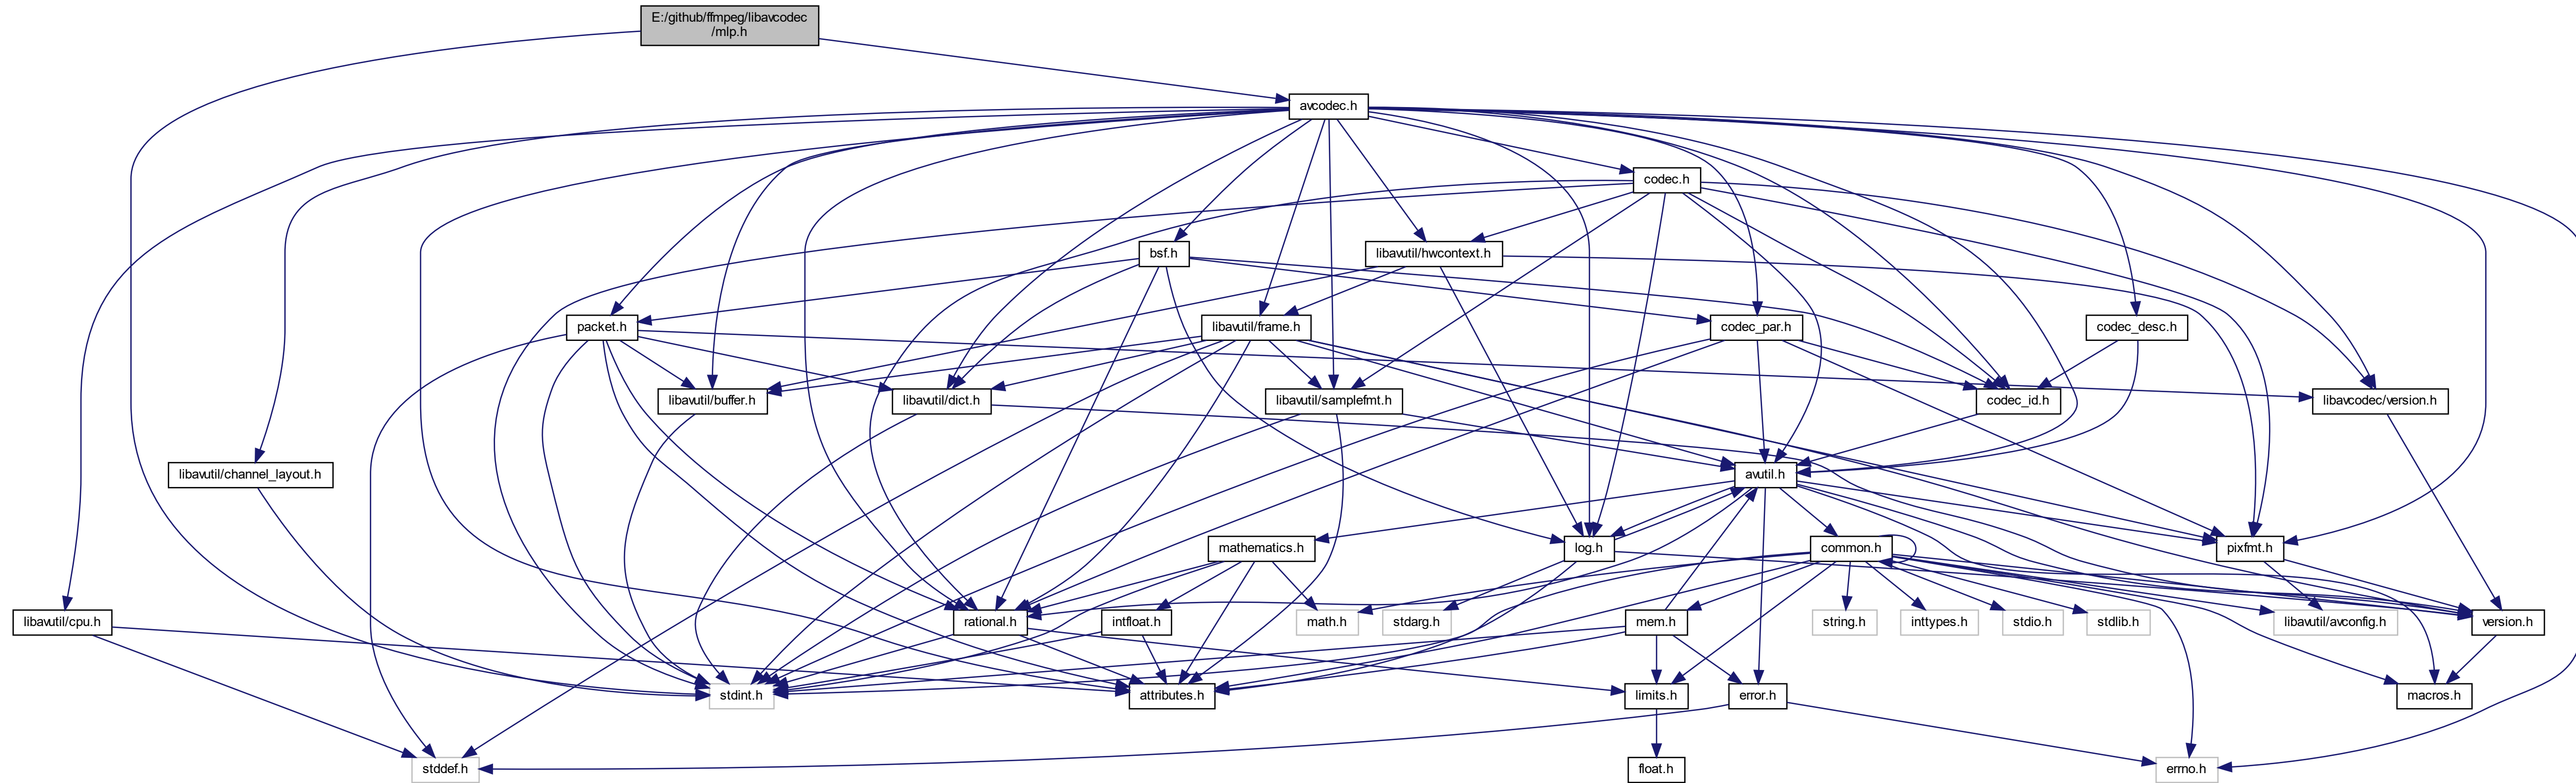 E:/github/ffmpeg/libavcodec
/mlp.h
avcodec.h
codec.h
bsf.h
libavutil/hwcontext.h
packet.h
libavutil/frame.h
codec_par.h
codec_desc.h
libavutil/buffer.h
libavutil/dict.h
libavutil/samplefmt.h
codec_id.h
libavcodec/version.h
libavutil/channel_layout.h
avutil.h
mathematics.h
log.h
common.h
pixfmt.h
libavutil/cpu.h
rational.h
intfloat.h
math.h
stdarg.h
mem.h
string.h
inttypes.h
stdio.h
stdlib.h
libavutil/avconfig.h
version.h
stdint.h
attributes.h
limits.h
error.h
macros.h
stddef.h
float.h
errno.h